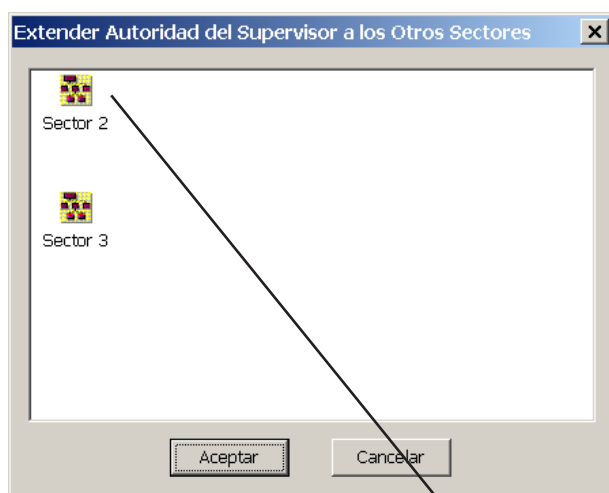 Extender Autoridad del Supervisor a los Otros Sectores
Sector 2
Sector 3
Aceptar
Cancelar